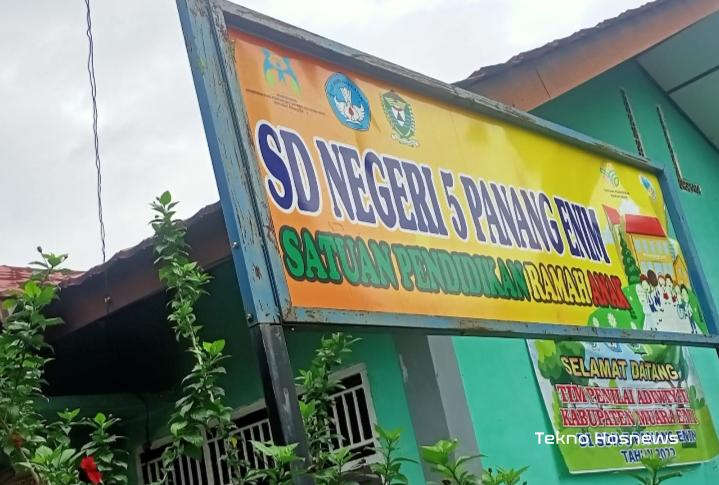 SD NEGERI 5 PANANG ENIM
SATUAN PENDIDIKAN RAMAH ANAK
SELAMAT DATANG
TIM PENILAI ADIWIYATA
KABUPATEN MUARA ENIM
TAHUN 2022
Tekno Hosnews